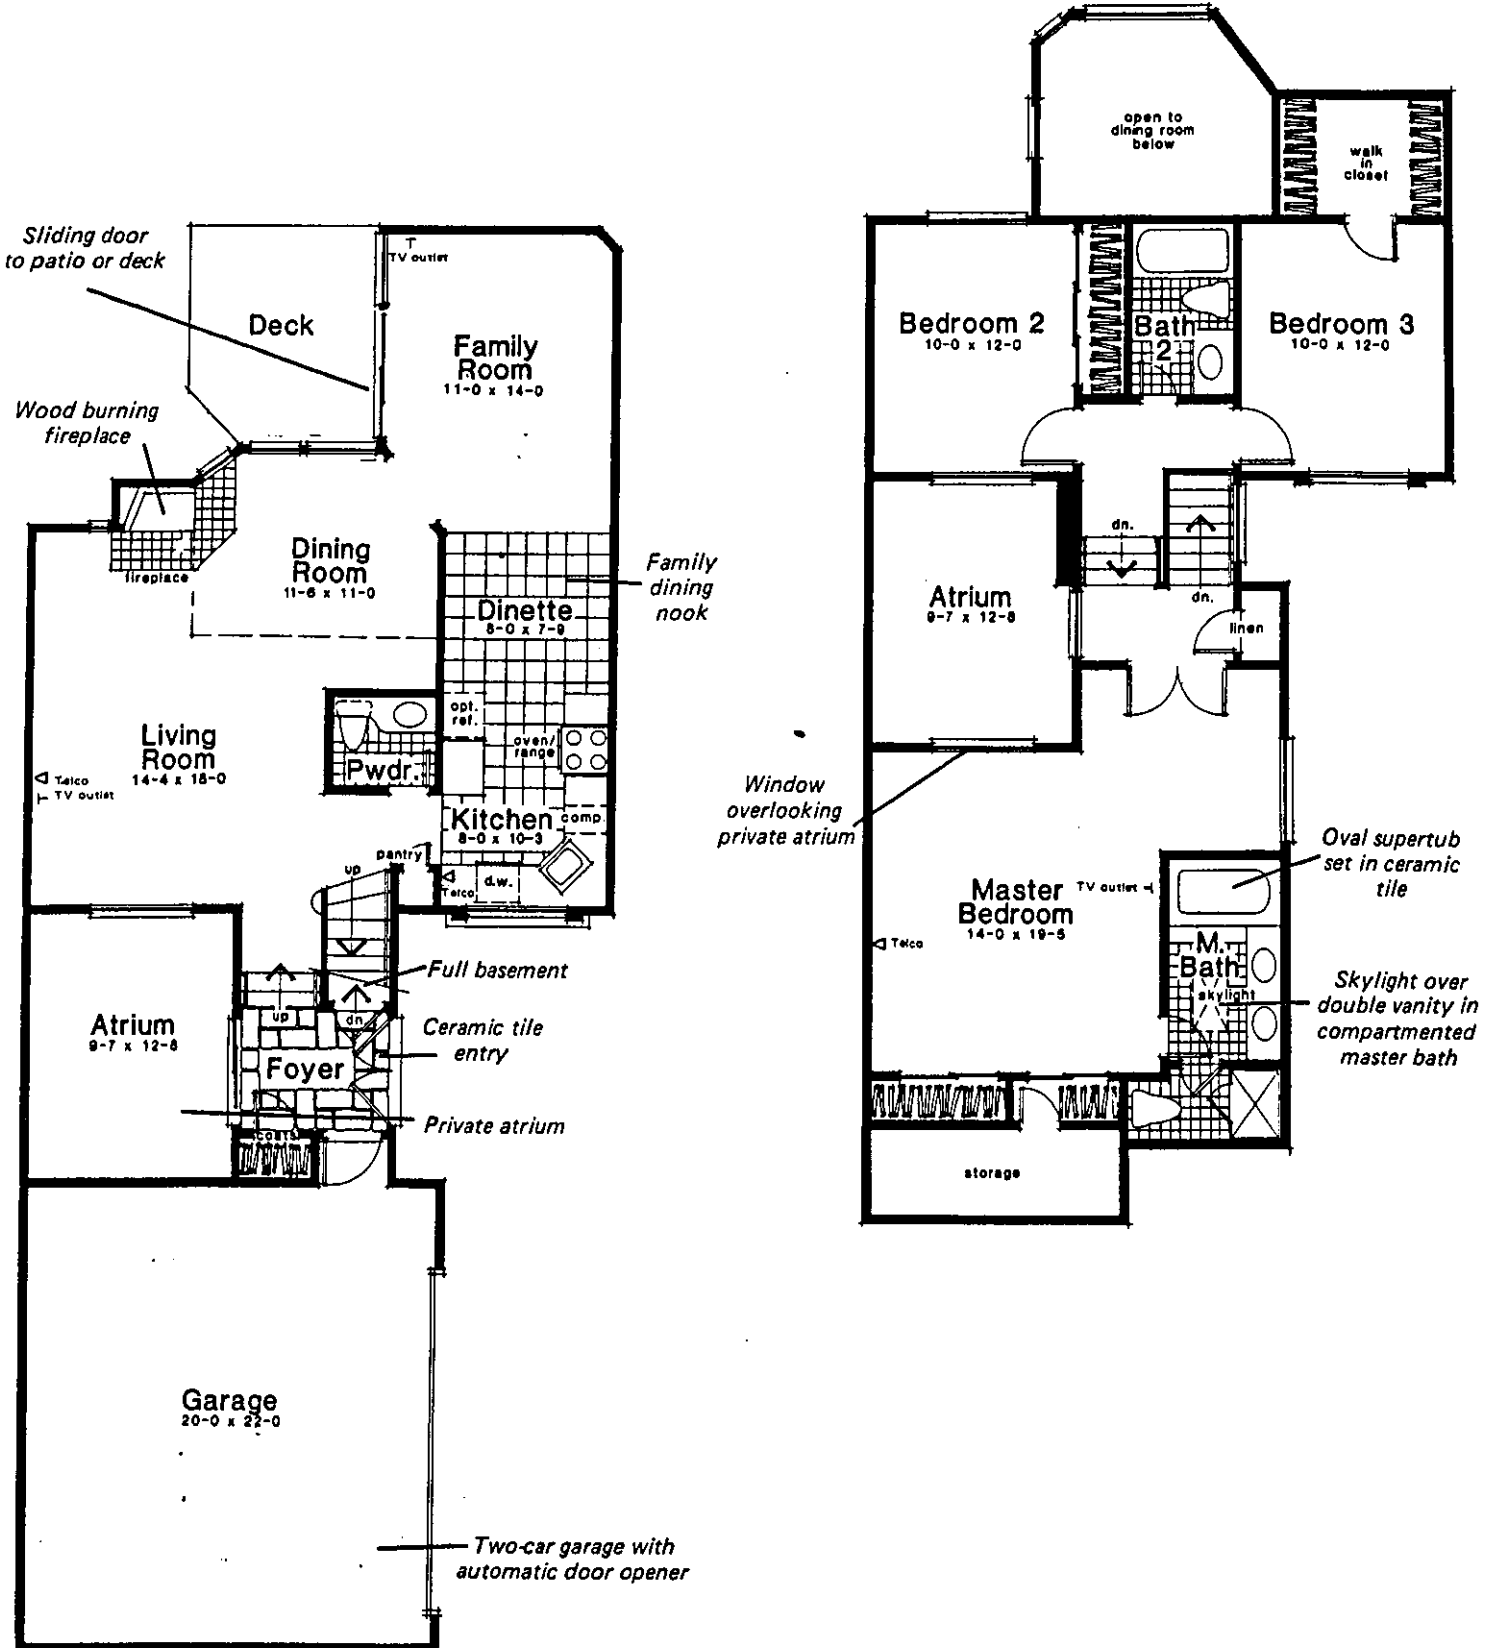 Sliding door
to patio or deck
TV outlet
Deck
Family
Room
11-0 x 14-0
Wood burning
fireplace
fireplace
Dining
Room
11-6 x 11-0
Family
dining
nook
Dinette
8-0 x 7-9
opt.
ref.
oven/
range
Living
Room
14-4 x 18-0
Telco
TV outlet
Pwdr.
Kitchen
8-0 x 10-3
comp.
pantry
up
Telco
d.w.
Full basement
up
dn.
Atrium
9-7 x 12-8
Ceramic tile
entry
Foyer
Private atrium
coats
Garage
20-0 x 22-0
Two-car garage with
automatic door opener
open to
dining room
below
walk
in
closet
Bedroom 2
10-0 x 12-0
Bath
2
Bedroom 3
10-0 x 12-0
dn.
dn.
Atrium
9-7 x 12-8
linen
Window
overlooking
private atrium
Master
Bedroom
14-0 x 19-5
TV outlet
Telco
Oval supertub
set in ceramic
tile
M.
Bath
skylight
Skylight over
double vanity in
compartmented
master bath
storage